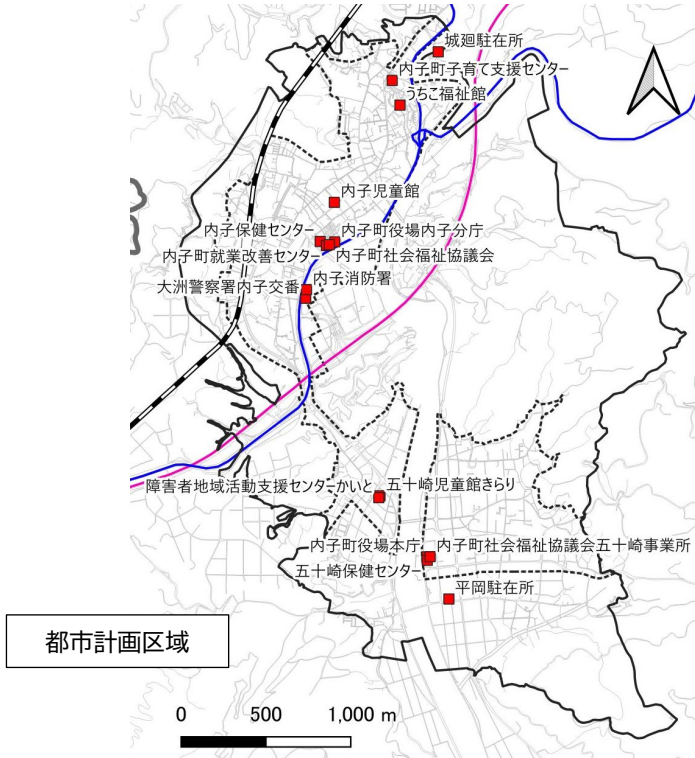 城廻駐在所
内子町子育て支援センター
うちこ福祉館
内子児童館
内子保健センター
内子町役場内子分庁
内子町就業改善センター
内子町社会福祉協議会
大洲警察署内子交番
内子消防署
障害者地域活動支援センターかいと
五十崎児童館きらり
内子町役場本庁
内子町社会福祉協議会五十崎事業所
五十崎保健センター
平岡駐在所
都市計画区域
0 500 1,000 m